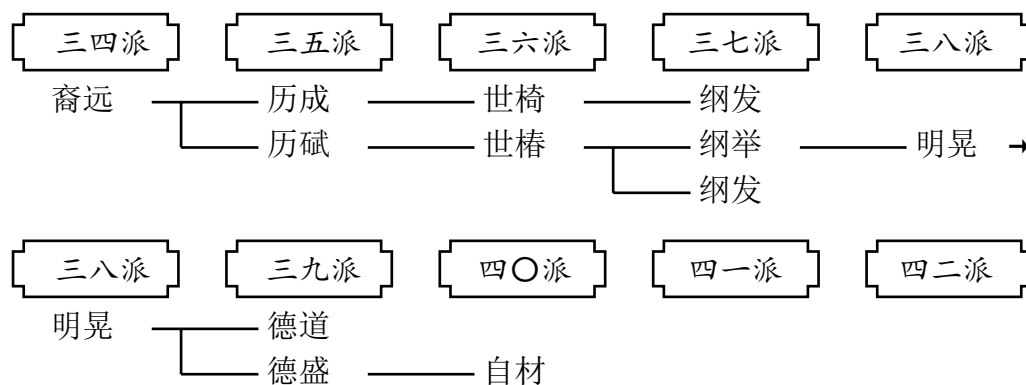 三四派 三五派 三六派 三七派 三八派
裔远 历成 世椅 纲发
历碔 世椿 纲举 明晃
纲发
三八派 三九派 四〇派 四一派 四二派
明晃 德道
德盛 自材